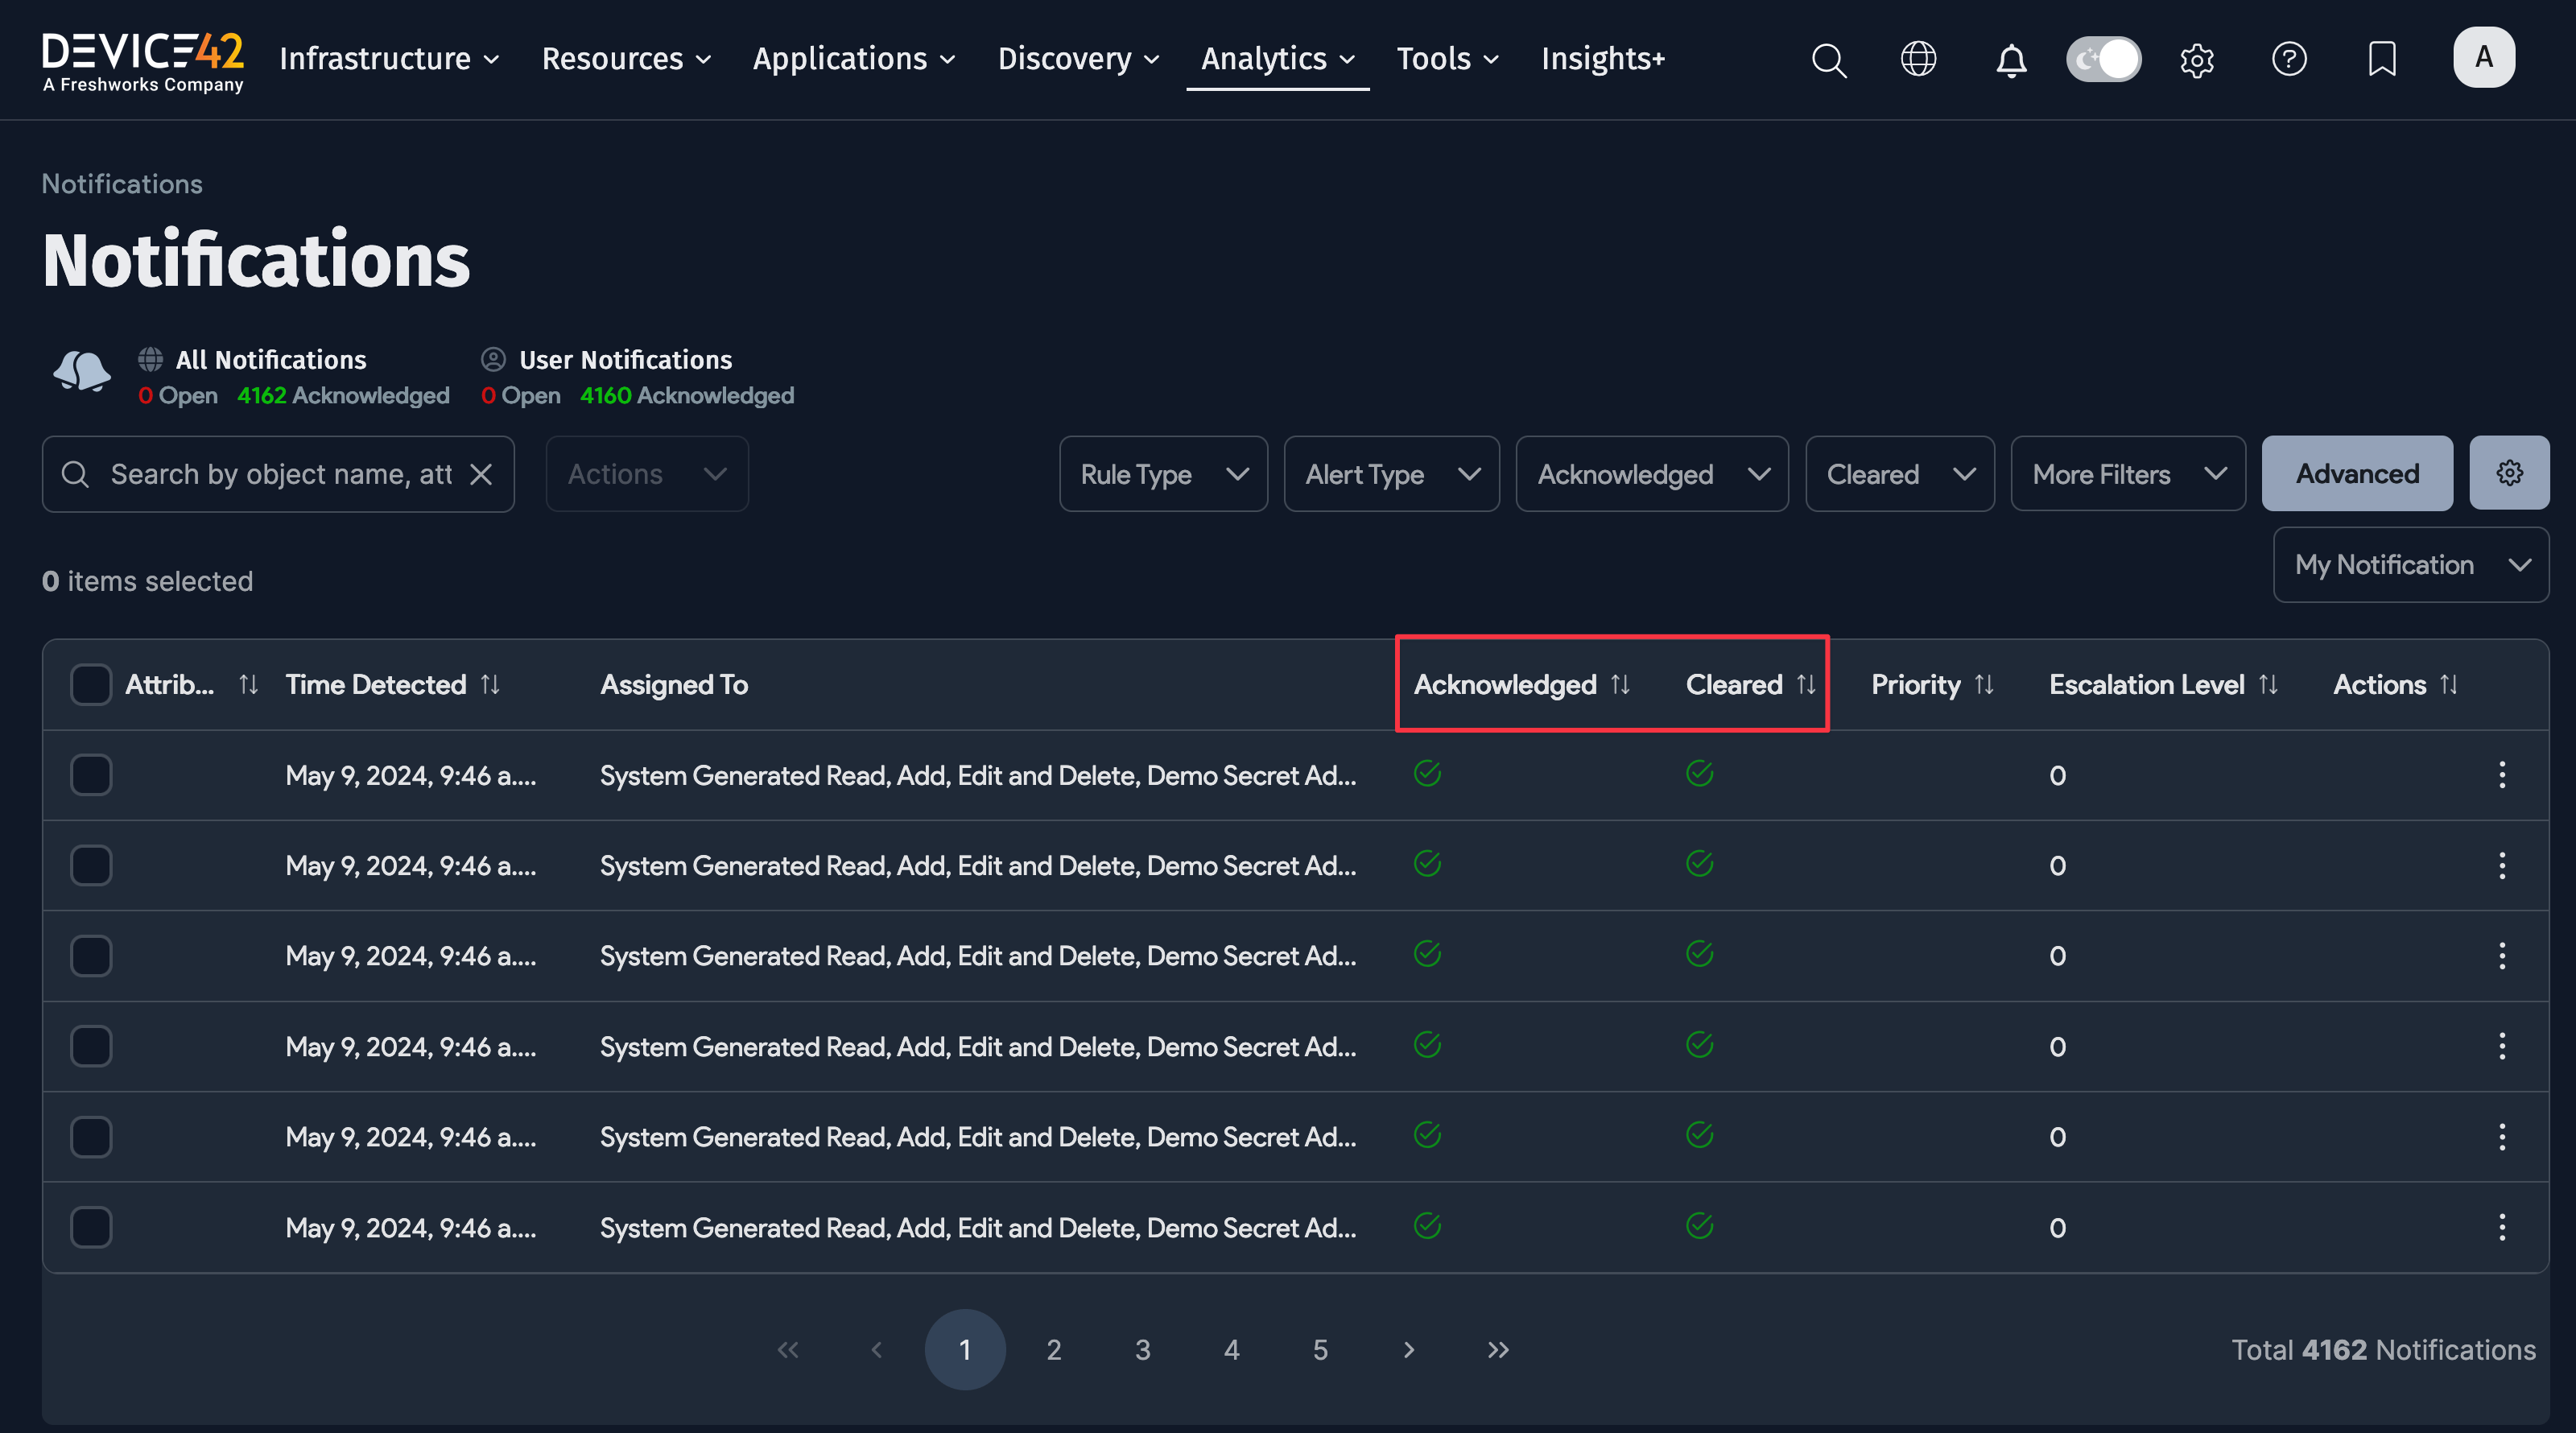 DEVICE42
A Freshworks Company
Infrastructure Resources Applications Discovery Analytics Tools Insights+ A
Notifications
Notifications
All Notifications User Notifications
0 Open 4162 Acknowledged 0 Open 4160 Acknowledged
Search by object name, att Actions Rule Type Alert Type Acknowledged Cleared More Filters Advanced
My Notification
0 items selected
Attrib... Time Detected Assigned To Acknowledged Cleared Priority Escalation Level Actions
May 9, 2024, 9:46 a.... System Generated Read, Add, Edit and Delete, Demo Secret Ad... 0
May 9, 2024, 9:46 a.... System Generated Read, Add, Edit and Delete, Demo Secret Ad... 0
May 9, 2024, 9:46 a.... System Generated Read, Add, Edit and Delete, Demo Secret Ad... 0
May 9, 2024, 9:46 a.... System Generated Read, Add, Edit and Delete, Demo Secret Ad... 0
May 9, 2024, 9:46 a.... System Generated Read, Add, Edit and Delete, Demo Secret Ad... 0
May 9, 2024, 9:46 a.... System Generated Read, Add, Edit and Delete, Demo Secret Ad... 0
« ‹ 1 2 3 4 5 › » Total 4162 Notifications